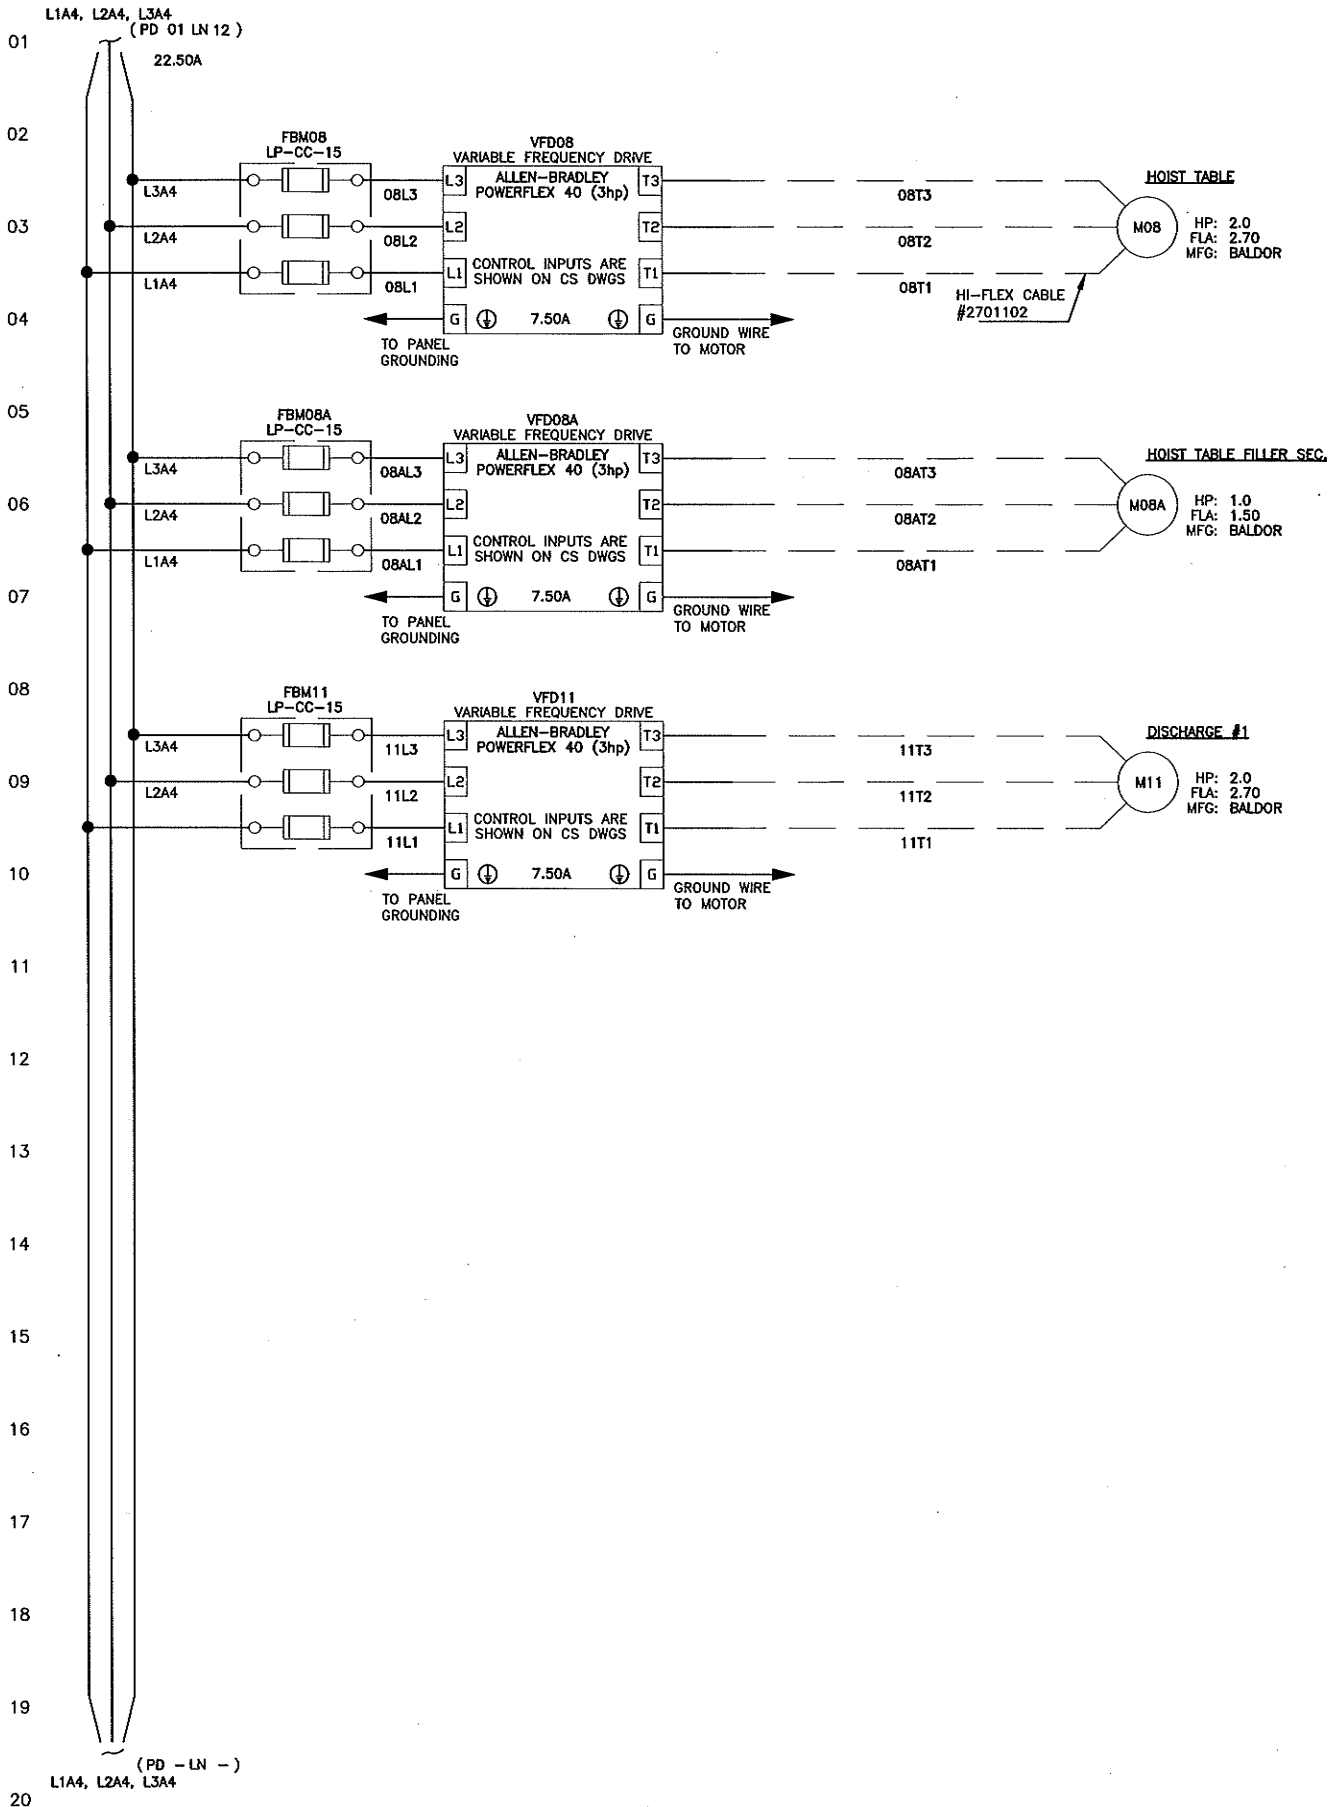 L1A4, L2A4, L3A4
( PD 01 LN 12 )
01
22.50A
02
FBM08
LP-CC-15
VFD08
VARIABLE FREQUENCY DRIVE
L3
ALLEN-BRADLEY
POWERFLEX 40 (3hp)
T3
L3A4
08L3
08T3
HOIST TABLE
03
L2A4
08L2
L2
T2
08T2
M08
HP: 2.0
FLA: 2.70
MFG: BALDOR
L1A4
08L1
L1
CONTROL INPUTS ARE
SHOWN ON CS DWGS
T1
08T1
HI-FLEX CABLE
#2701102
04
G
7.50A
G
TO PANEL
GROUNDING
GROUND WIRE
TO MOTOR
05
FBM08A
LP-CC-15
VFD08A
VARIABLE FREQUENCY DRIVE
L3
ALLEN-BRADLEY
POWERFLEX 40 (3hp)
T3
L3A4
08AL3
08AT3
HOIST TABLE FILLER SEC.
06
L2A4
08AL2
L2
T2
08AT2
M08A
HP: 1.0
FLA: 1.50
MFG: BALDOR
L1A4
08AL1
L1
CONTROL INPUTS ARE
SHOWN ON CS DWGS
T1
08AT1
07
G
7.50A
G
TO PANEL
GROUNDING
GROUND WIRE
TO MOTOR
08
FBM11
LP-CC-15
VFD11
VARIABLE FREQUENCY DRIVE
L3
ALLEN-BRADLEY
POWERFLEX 40 (3hp)
T3
L3A4
11L3
11T3
DISCHARGE #1
09
L2A4
11L2
L2
T2
11T2
M11
HP: 2.0
FLA: 2.70
MFG: BALDOR
11L1
L1
CONTROL INPUTS ARE
SHOWN ON CS DWGS
T1
11T1
10
G
7.50A
G
TO PANEL
GROUNDING
GROUND WIRE
TO MOTOR
11
12
13
14
15
16
17
18
19
( PD - LN - )
L1A4, L2A4, L3A4
20